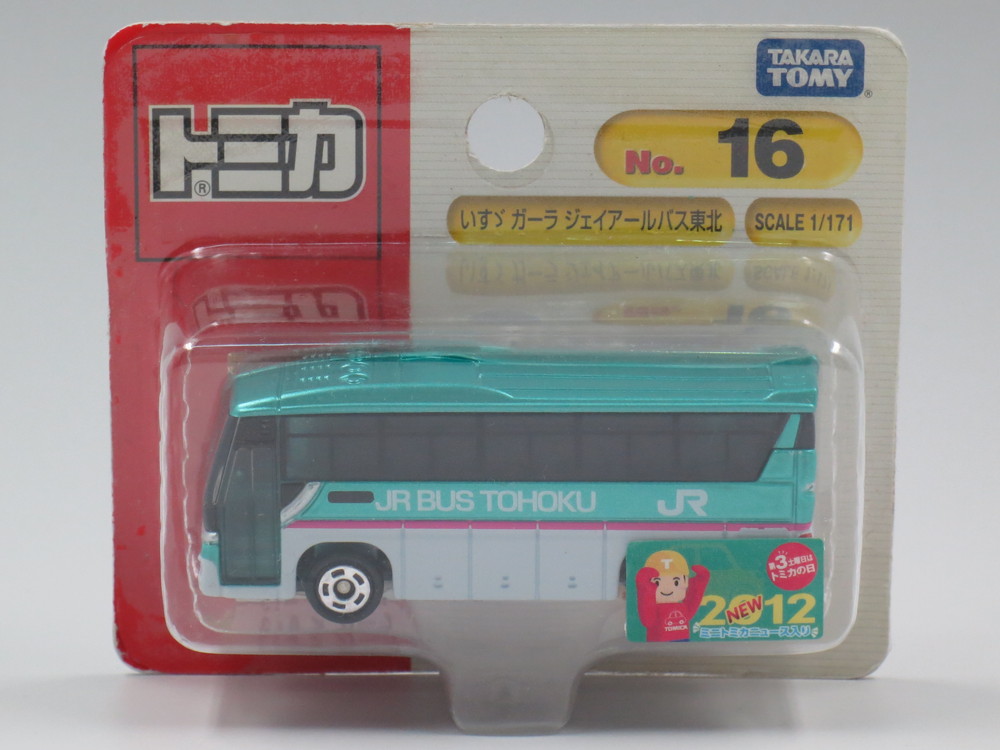 トミカ®
TAKARA
TOMY®
No. 16
いすゞ ガーラ ジェイアールバス東北
SCALE 1/171
JR BUS TOHOKU
JR
第3土曜日は
トミカの日
T
TOMICA
2012
NEW
ミニトミカニュース入り